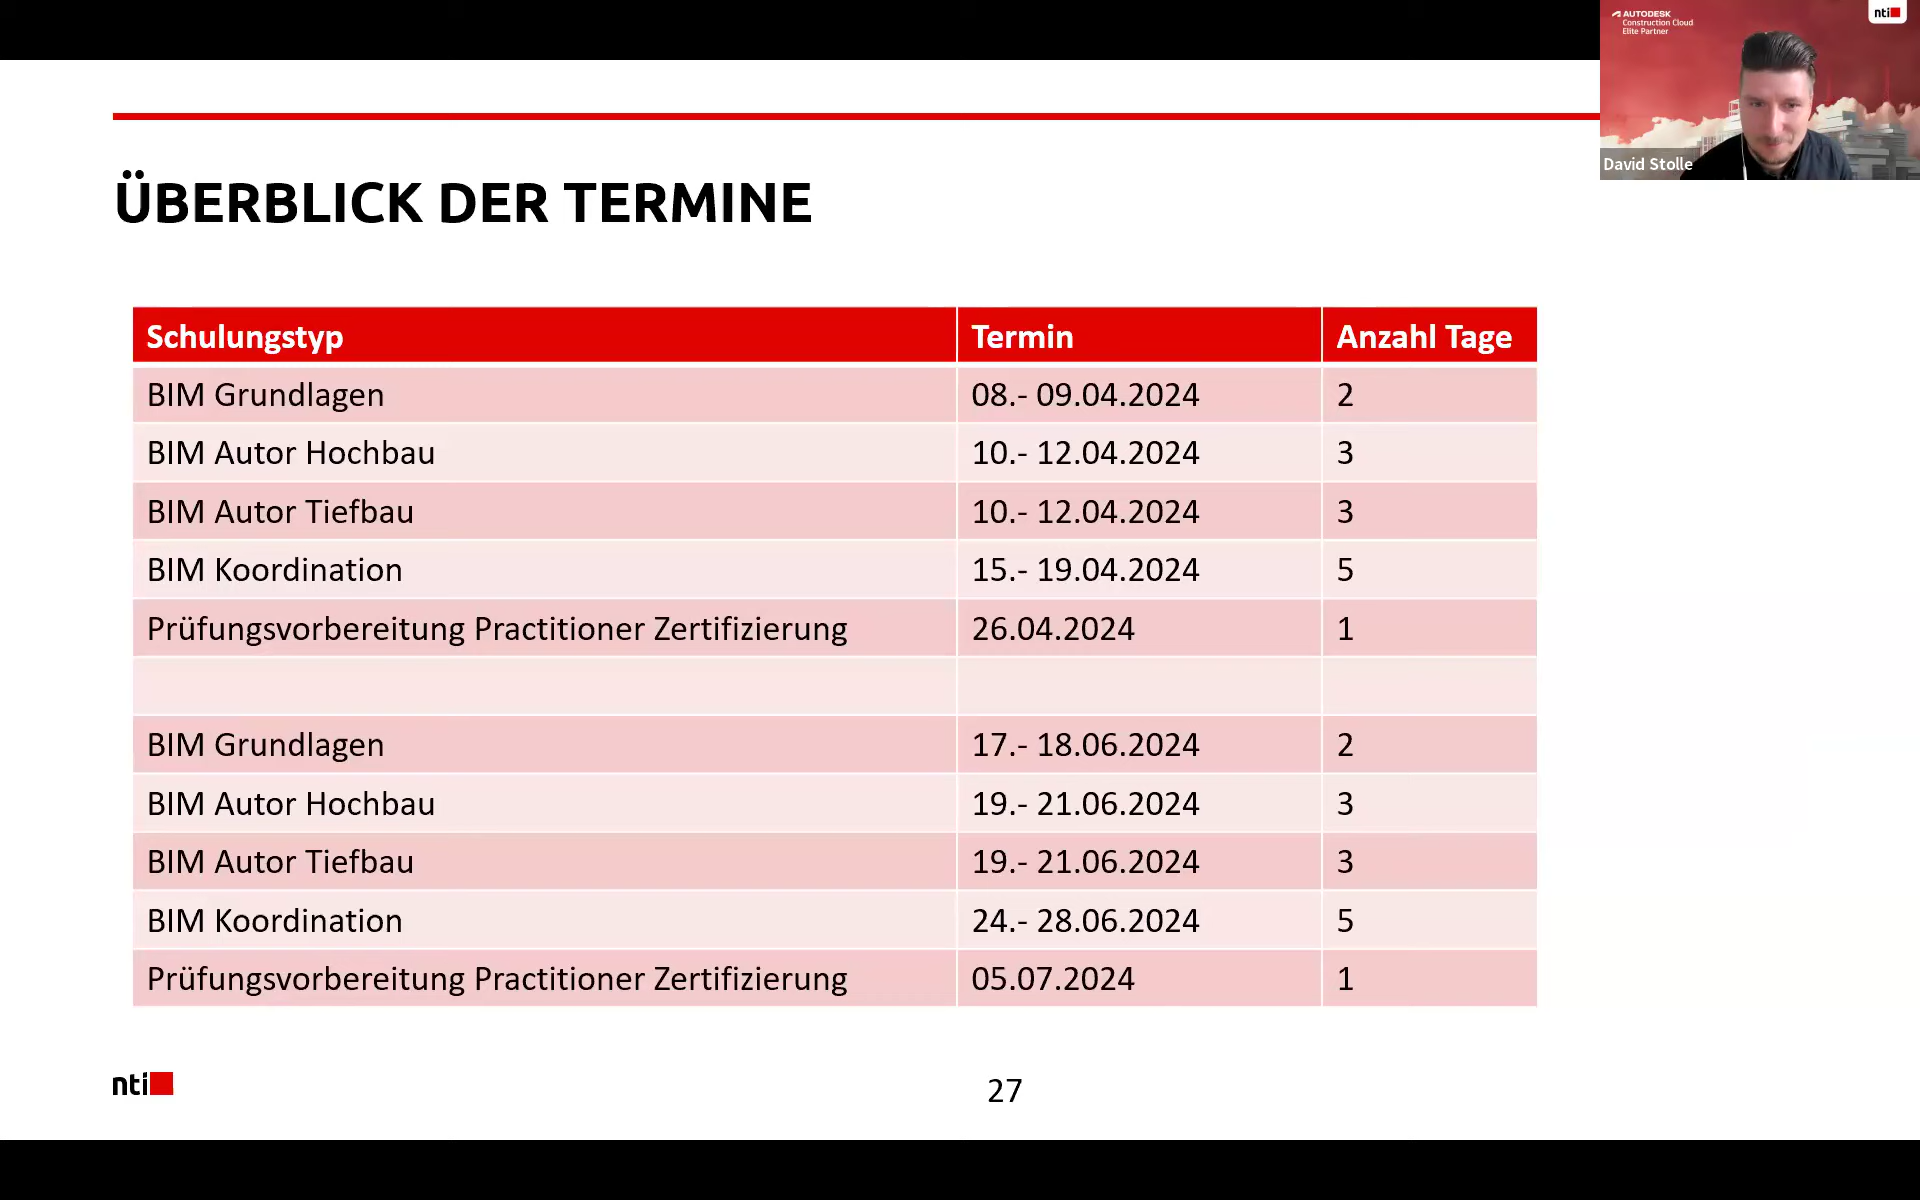 AUTODESK
Construction Cloud
Elite Partner
nti
David Stolle
ÜBERBLICK DER TERMINE
Schulungstyp Termin Anzahl Tage
BIM Grundlagen 08.- 09.04.2024 2
BIM Autor Hochbau 10.- 12.04.2024 3
BIM Autor Tiefbau 10.- 12.04.2024 3
BIM Koordination 15.- 19.04.2024 5
Prüfungsvorbereitung Practitioner Zertifizierung 26.04.2024 1
BIM Grundlagen 17.- 18.06.2024 2
BIM Autor Hochbau 19.- 21.06.2024 3
BIM Autor Tiefbau 19.- 21.06.2024 3
BIM Koordination 24.- 28.06.2024 5
Prüfungsvorbereitung Practitioner Zertifizierung 05.07.2024 1
nti
27